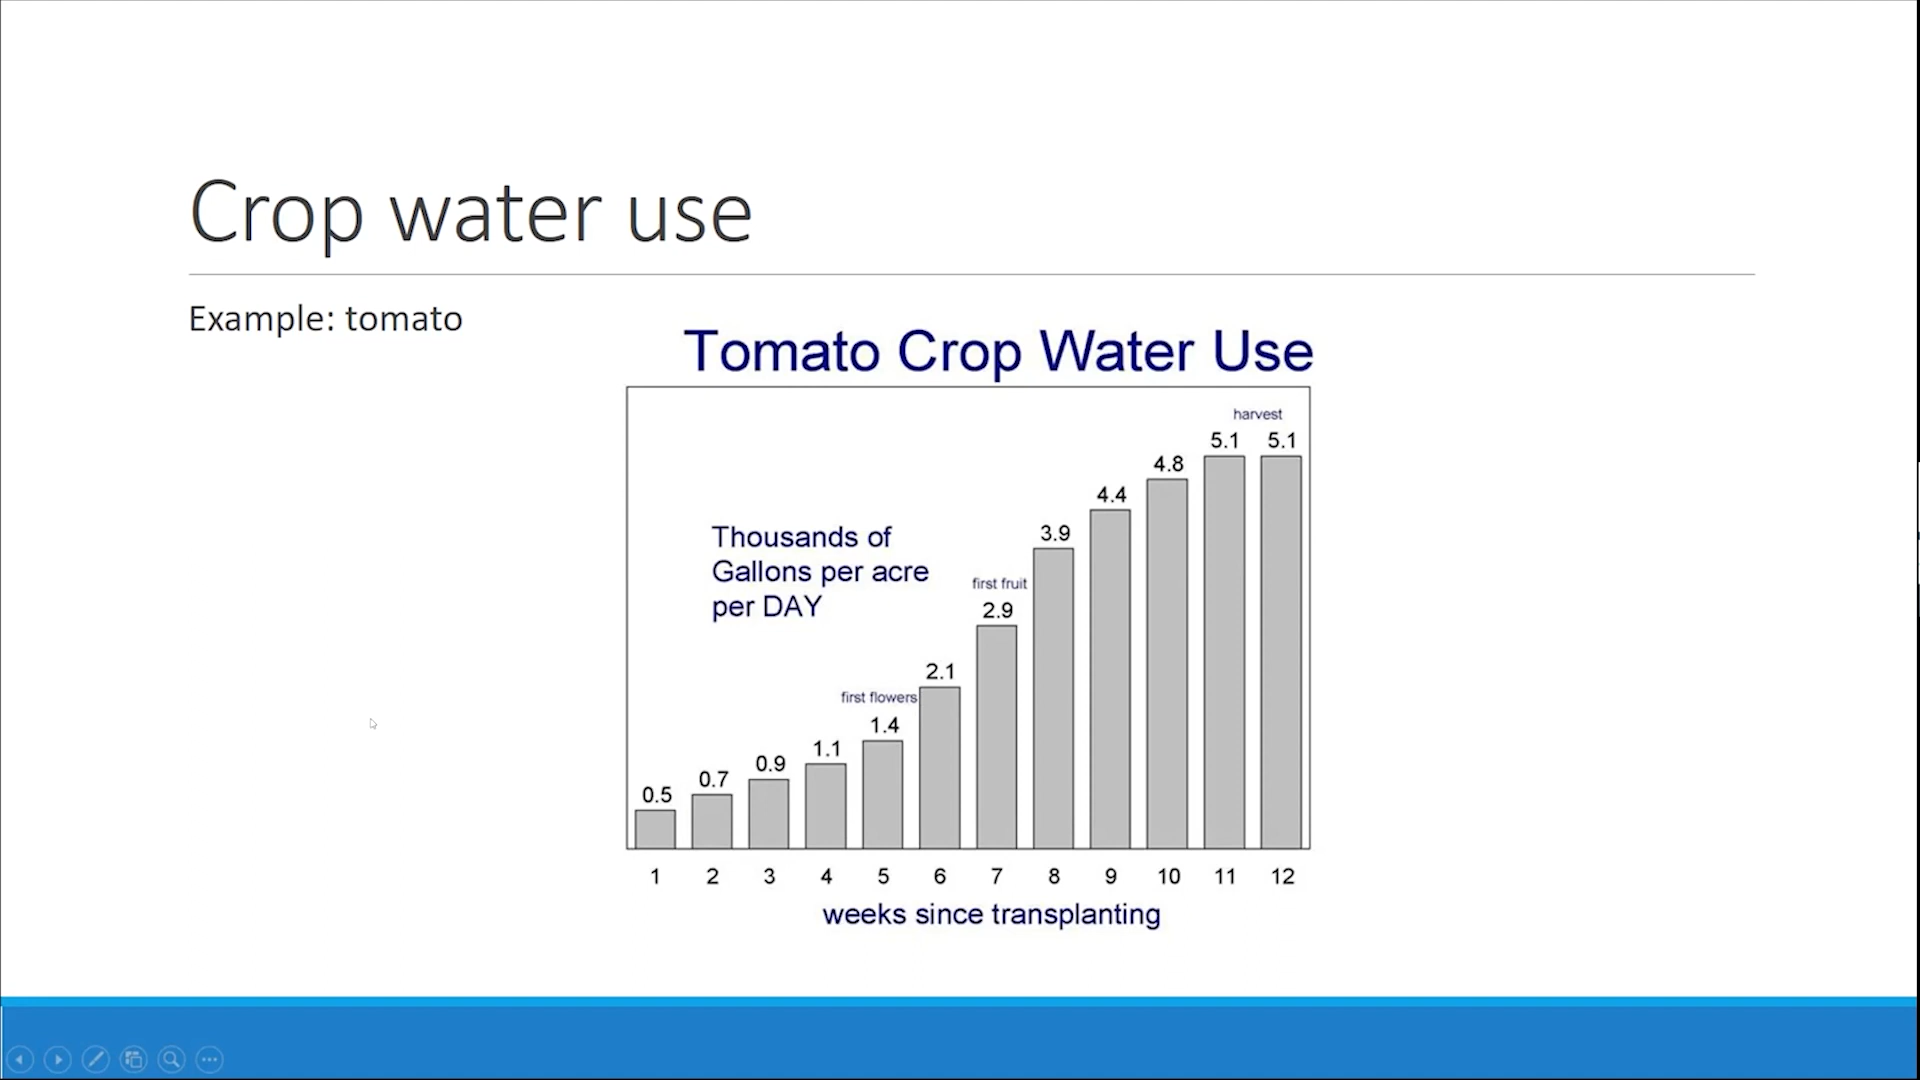 Crop water use
Example: tomato
Tomato Crop Water Use
harvest
5.1 5.1
4.8
4.4
3.9
Thousands of
Gallons per acre
per DAY
first fruit
2.9
2.1
first flowers
1.4
1.1
0.9
0.7
0.5
1 2 3 4 5 6 7 8 9 10 11 12
weeks since transplanting